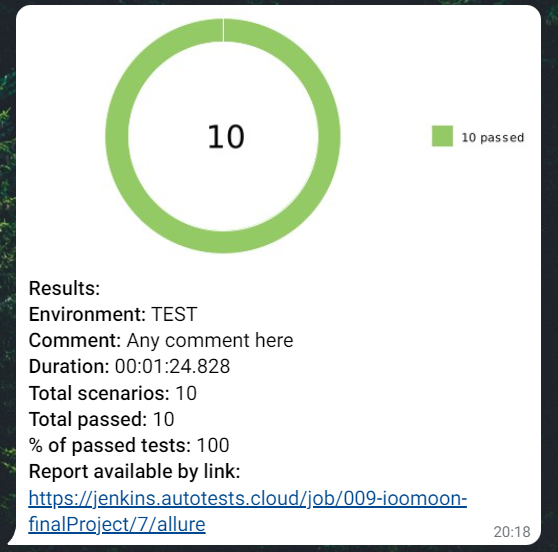 10
10 passed
Results:
Environment: TEST
Comment: Any comment here
Duration: 00:01:24.828
Total scenarios: 10
Total passed: 10
% of passed tests: 100
Report available by link:
https://jenkins.autotests.cloud/job/009-ioomoon-
finalProject/7/allure
20:18